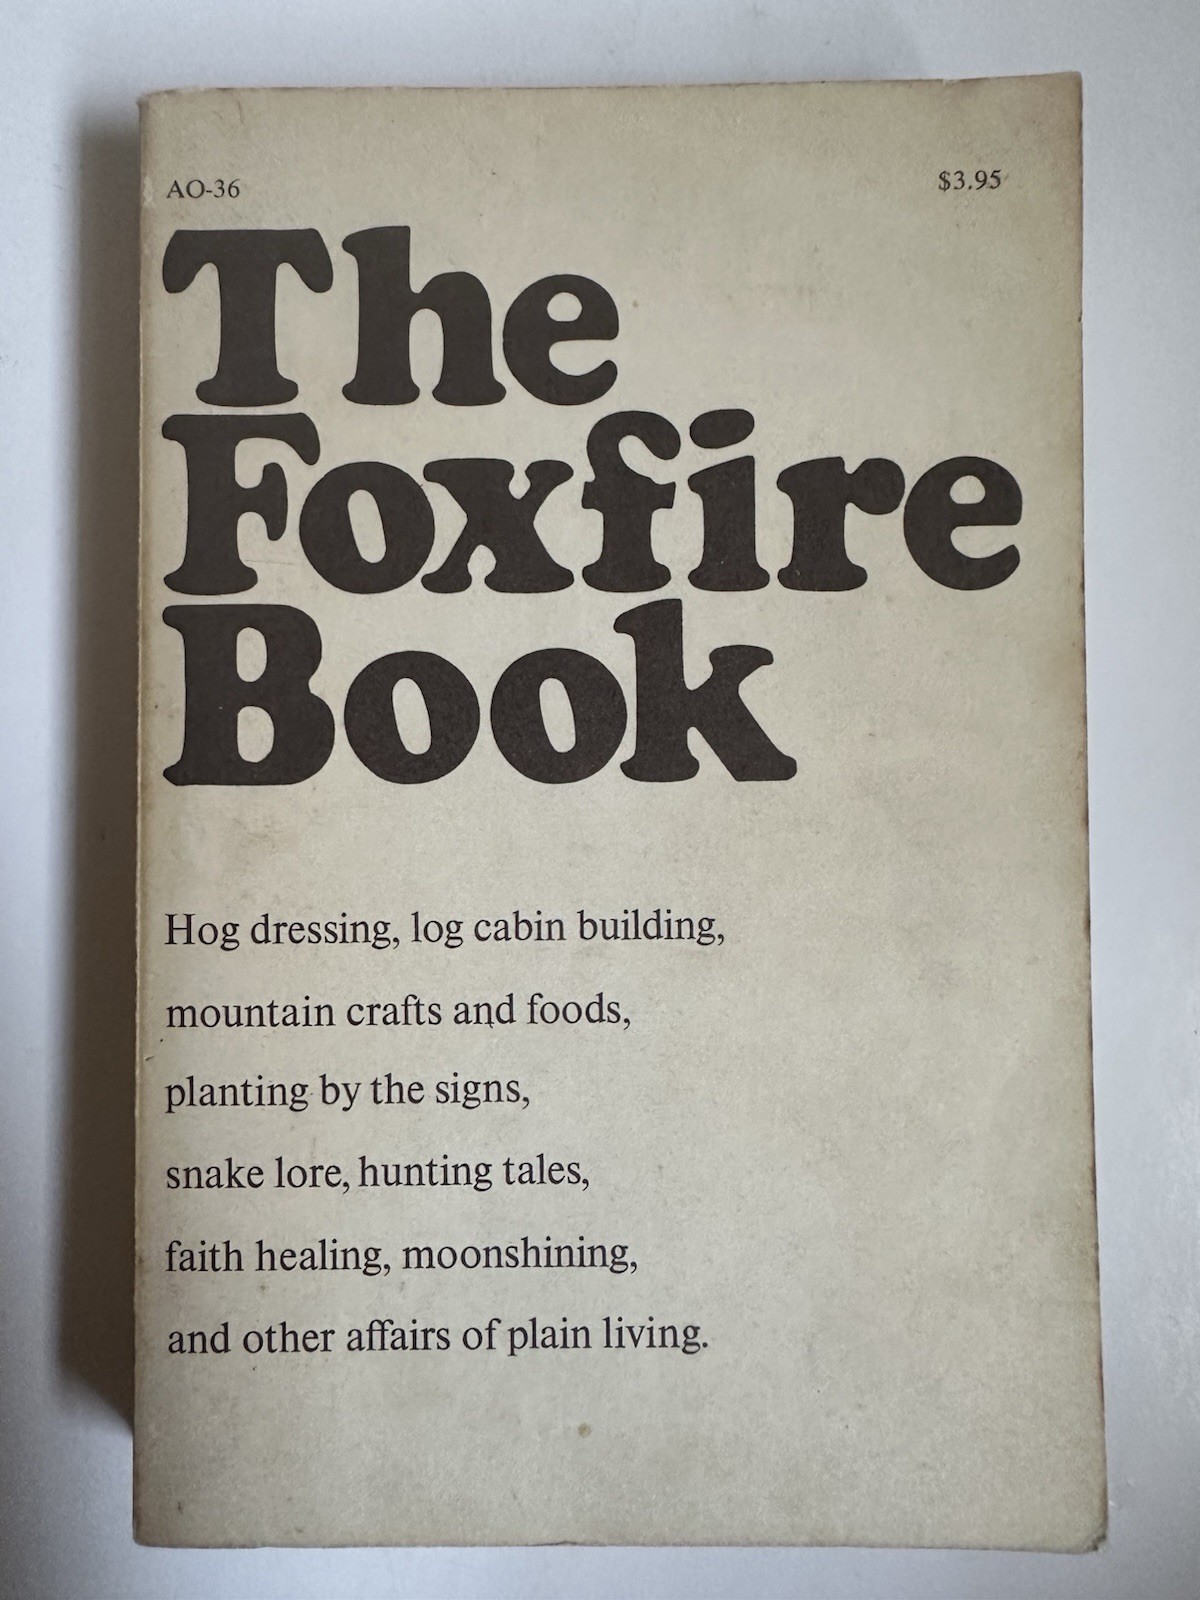 AO-36
$3.95
The
Foxfire
Book
Hog dressing, log cabin building,
mountain crafts and foods,
planting by the signs,
snake lore, hunting tales,
faith healing, moonshining,
and other affairs of plain living.